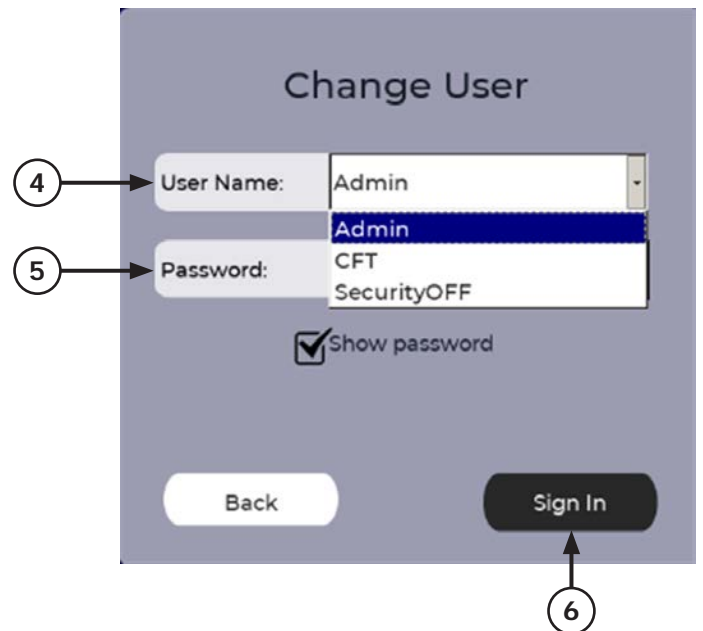 Change User
4
User Name:
Admin
Admin
5
Password:
CFT
SecurityOFF
Show password
Back
Sign In
6